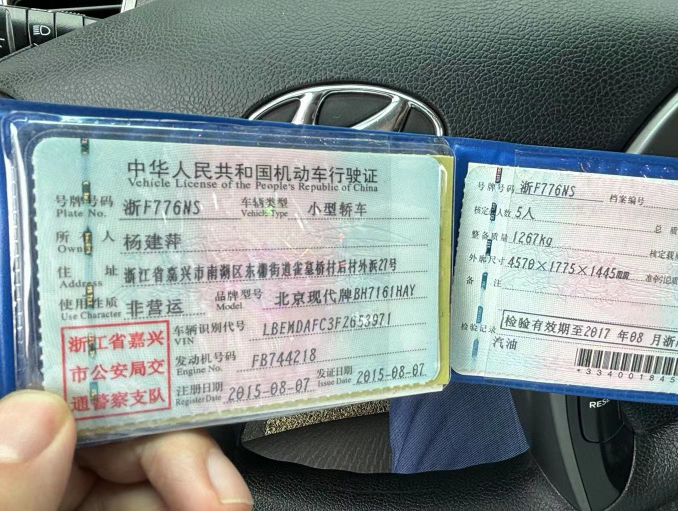 中华人民共和国机动车行驶证
Vehicle License of the People's Republic of China
号牌号码 浙F776NS 车辆类型 小型轿车
Plate No. Vehicle Type
所有人 杨建萍
Owner
住址 浙江省嘉兴市南湖区东栅街道雀墓桥村后村外浜27号
Address
使用性质 非营运 品牌型号 北京现代牌BH7161HAY
Use Character Model
浙江省嘉兴
市公安局交
通警察支队
车辆识别代号 LBEMDAFC3FZ653971
VIN
发动机号码 FB744218
Engine No.
注册日期 2015-08-07 发证日期 2015-08-07
Register Date Issue Date
号牌号码 浙F776NS 档案编号
核定人数 5人 总质
整备质量 1267kg 核定载质
外廓尺寸 4570×1775×1445mm 准牵引总质
备注
检验记录 检验有效期至2017年08月浙
汽油
*33400184
RES